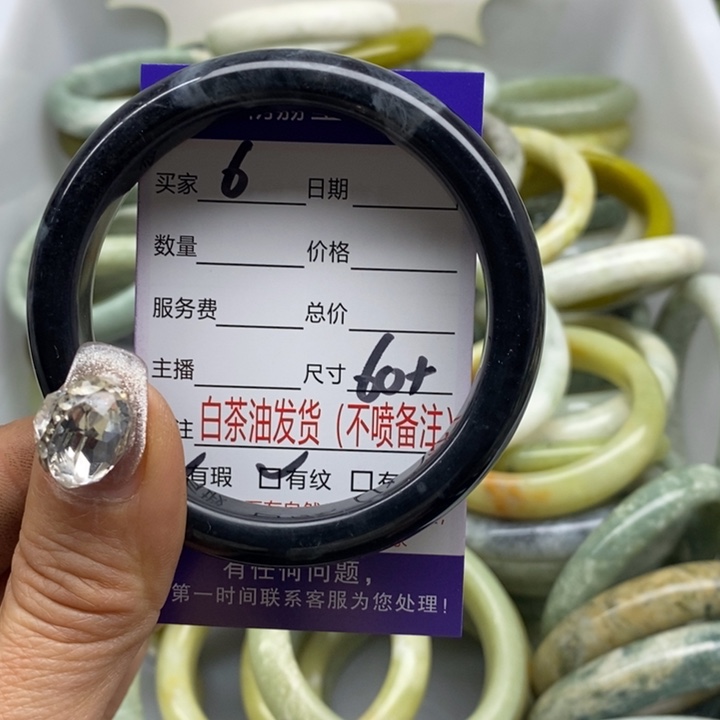 买家 6 日期
数量 价格
服务费 总价
主播 尺寸 60+
注 白茶油发货（不喷备注）
有瑕 有纹
有任何问题，
第一时间联系客服为您处理！